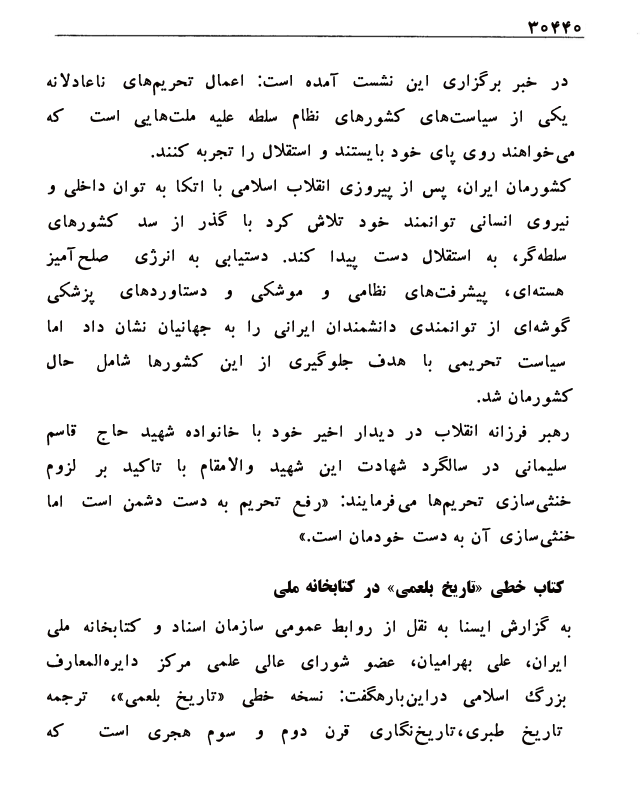 ۳۰۴۴۰
در خبر برگزاری این نشست آمده است: اعمال تحریم‌های ناعادلانه
یکی از سیاست‌های کشورهای نظام سلطه علیه ملت‌هایی است که
می‌خواهند روی پای خود بایستند و استقلال را تجربه کنند.
کشورمان ایران، پس از پیروزی انقلاب اسلامی با اتکا به توان داخلی و
نیروی انسانی توانمند خود تلاش کرد با گذر از سد کشورهای
سلطه‌گر، به استقلال دست پیدا کند. دستیابی به انرژی صلح‌آمیز
هسته‌ای، پیشرفت‌های نظامی و موشکی و دستاوردهای پزشکی
گوشه‌ای از توانمندی دانشمندان ایرانی را به جهانیان نشان داد اما
سیاست تحریمی با هدف جلوگیری از این کشورها شامل حال
کشورمان شد.
رهبر فرزانه انقلاب در دیدار اخیر خود با خانواده شهید حاج قاسم
سلیمانی در سالگرد شهادت این شهید والامقام با تاکید بر لزوم
خنثی‌سازی تحریم‌ها می‌فرمایند: «رفع تحریم به دست دشمن است اما
خنثی‌سازی آن به دست خودمان است.»
کتاب خطی «تاریخ بلعمی» در کتابخانه ملی
به گزارش ایسنا به نقل از روابط عمومی سازمان اسناد و کتابخانه ملی
ایران، علی بهرامیان، عضو شورای عالی علمی مرکز دایره‌المعارف
بزرگ اسلامی دراین‌باره‌گفت: نسخه خطی «تاریخ بلعمی»، ترجمه
تاریخ طبری،تاریخ‌نگاری قرن دوم و سوم هجری است که